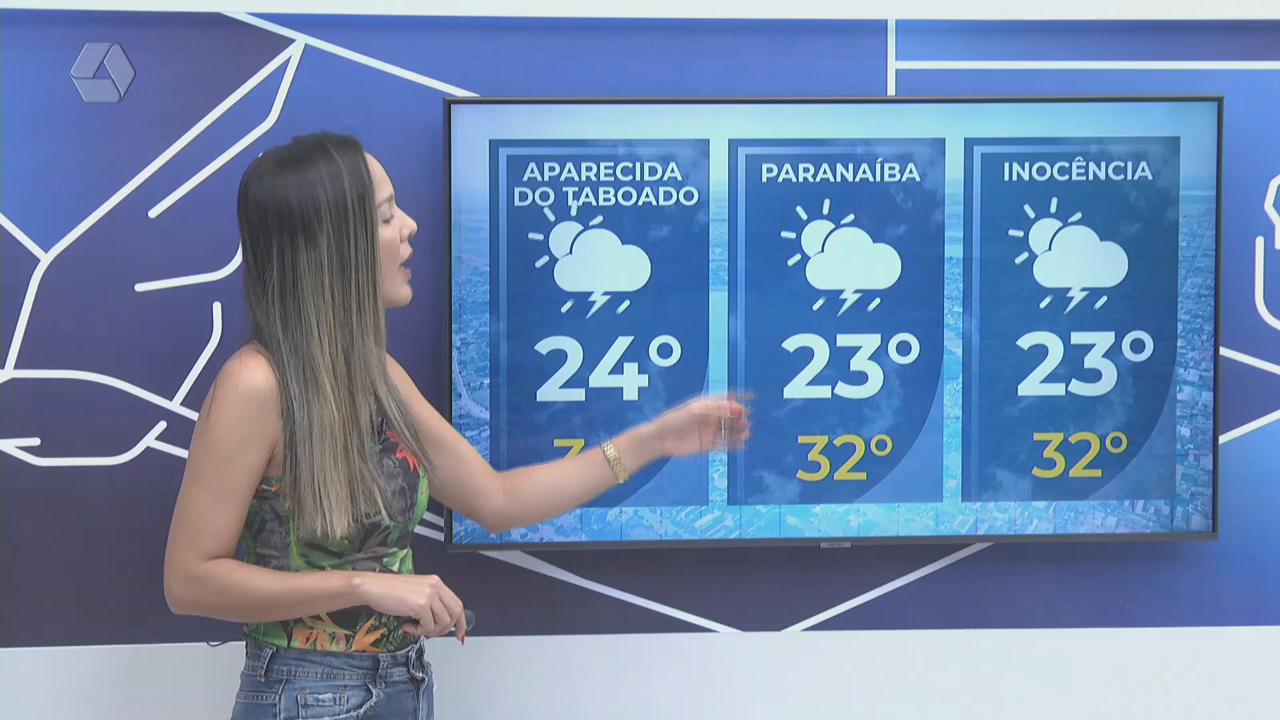 APARECIDA
DO TABOADO
24°
PARANAÍBA
23°
32°
INOCÊNCIA
23°
32°